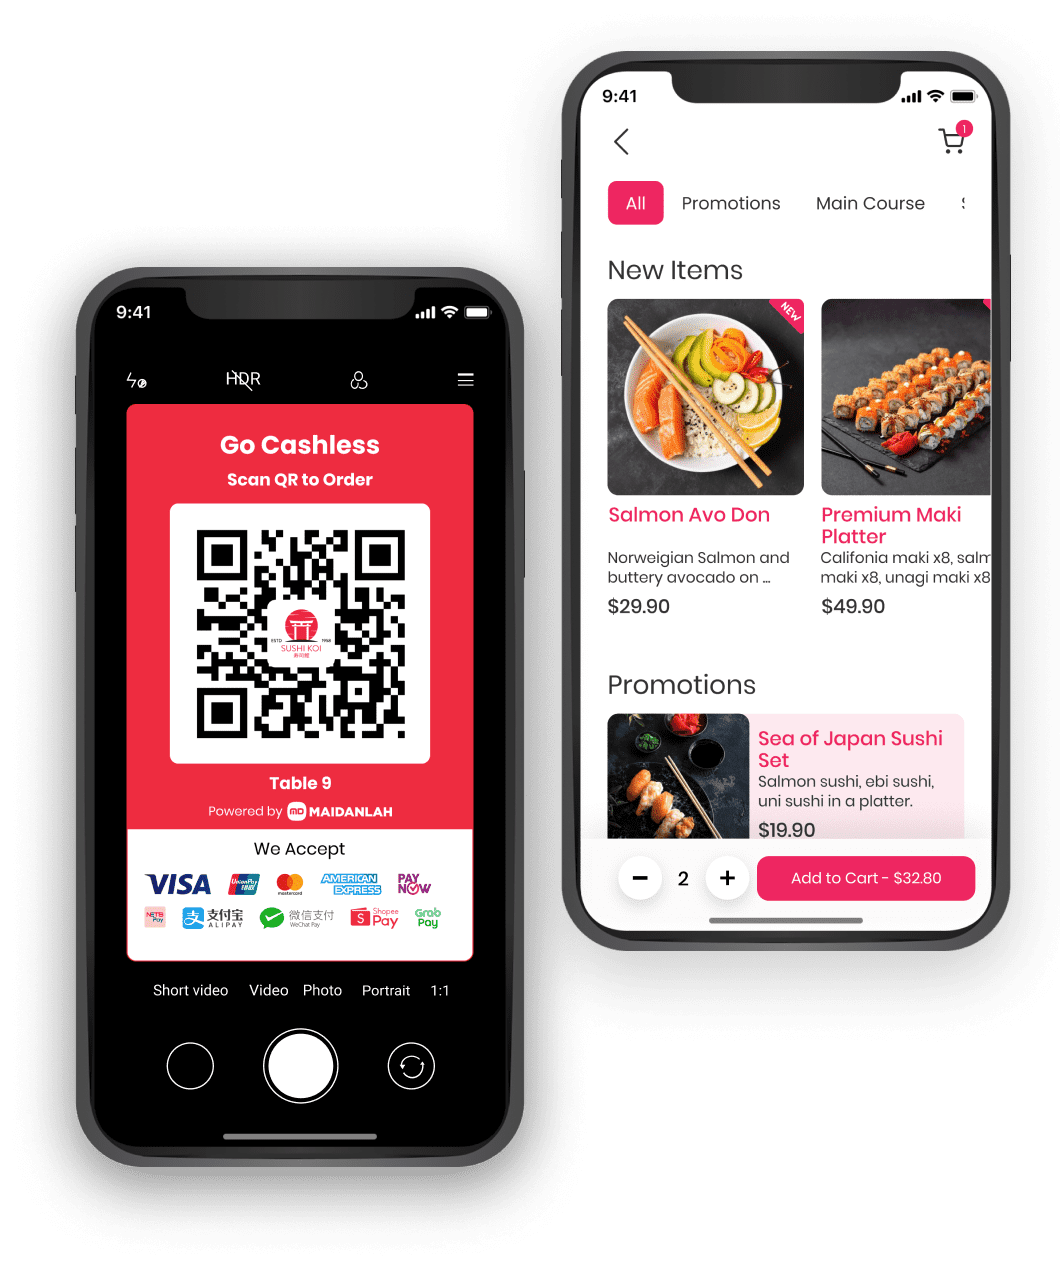 9:41
HDR
Go Cashless
Scan QR to Order
ESTD 1958
SUSHI KOI
Table 9
Powered by MD MAIDANLAH
We Accept
VISA UnionPay 银联 mastercard AMERICAN EXPRESS PAY NOW
NETS Pay 支付宝 ALIPAY 微信支付 WeChat Pay S Shopee Pay Grab Pay
Short video Video Photo Portrait 1:1
9:41
1
All Promotions Main Course S
New Items
NEW
Salmon Avo Don
Norweigian Salmon and
buttery avocado on ...
$29.90
Premium Maki
Platter
Califonia maki x8, salm
maki x8, unagi maki x8
$49.90
Promotions
Sea of Japan Sushi
Set
Salmon sushi, ebi sushi,
uni sushi in a platter.
$19.90
2
Add to Cart - $32.80